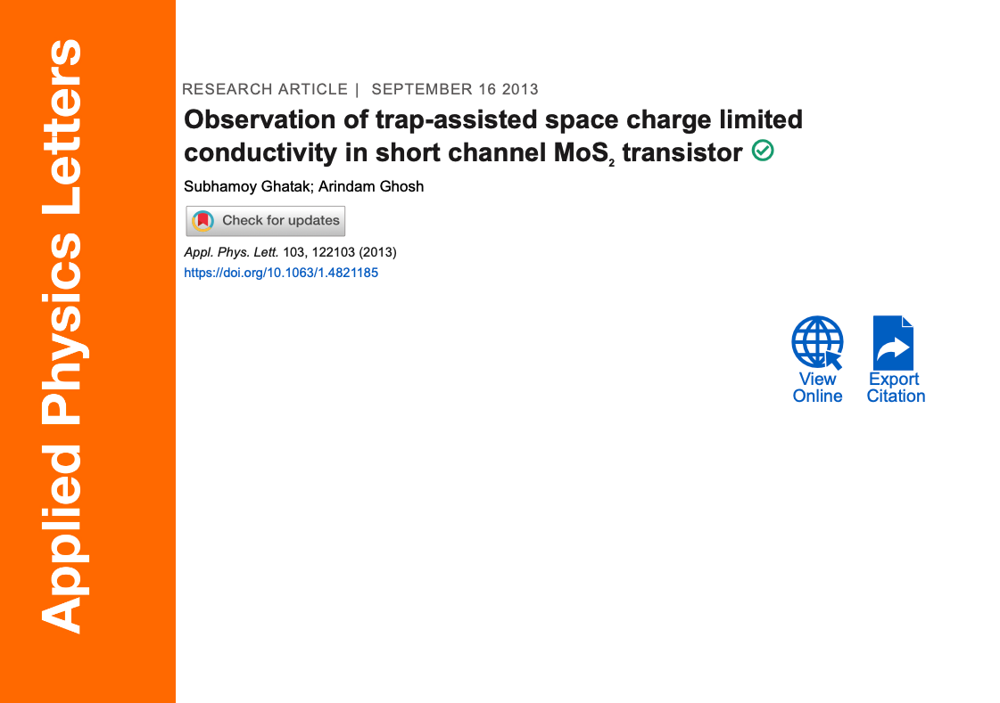 Applied Physics Letters
RESEARCH ARTICLE | SEPTEMBER 16 2013
Observation of trap-assisted space charge limited
conductivity in short channel MoS2 transistor
Subhamoy Ghatak; Arindam Ghosh
Check for updates
Appl. Phys. Lett. 103, 122103 (2013)
https://doi.org/10.1063/1.4821185
View
Online
Export
Citation